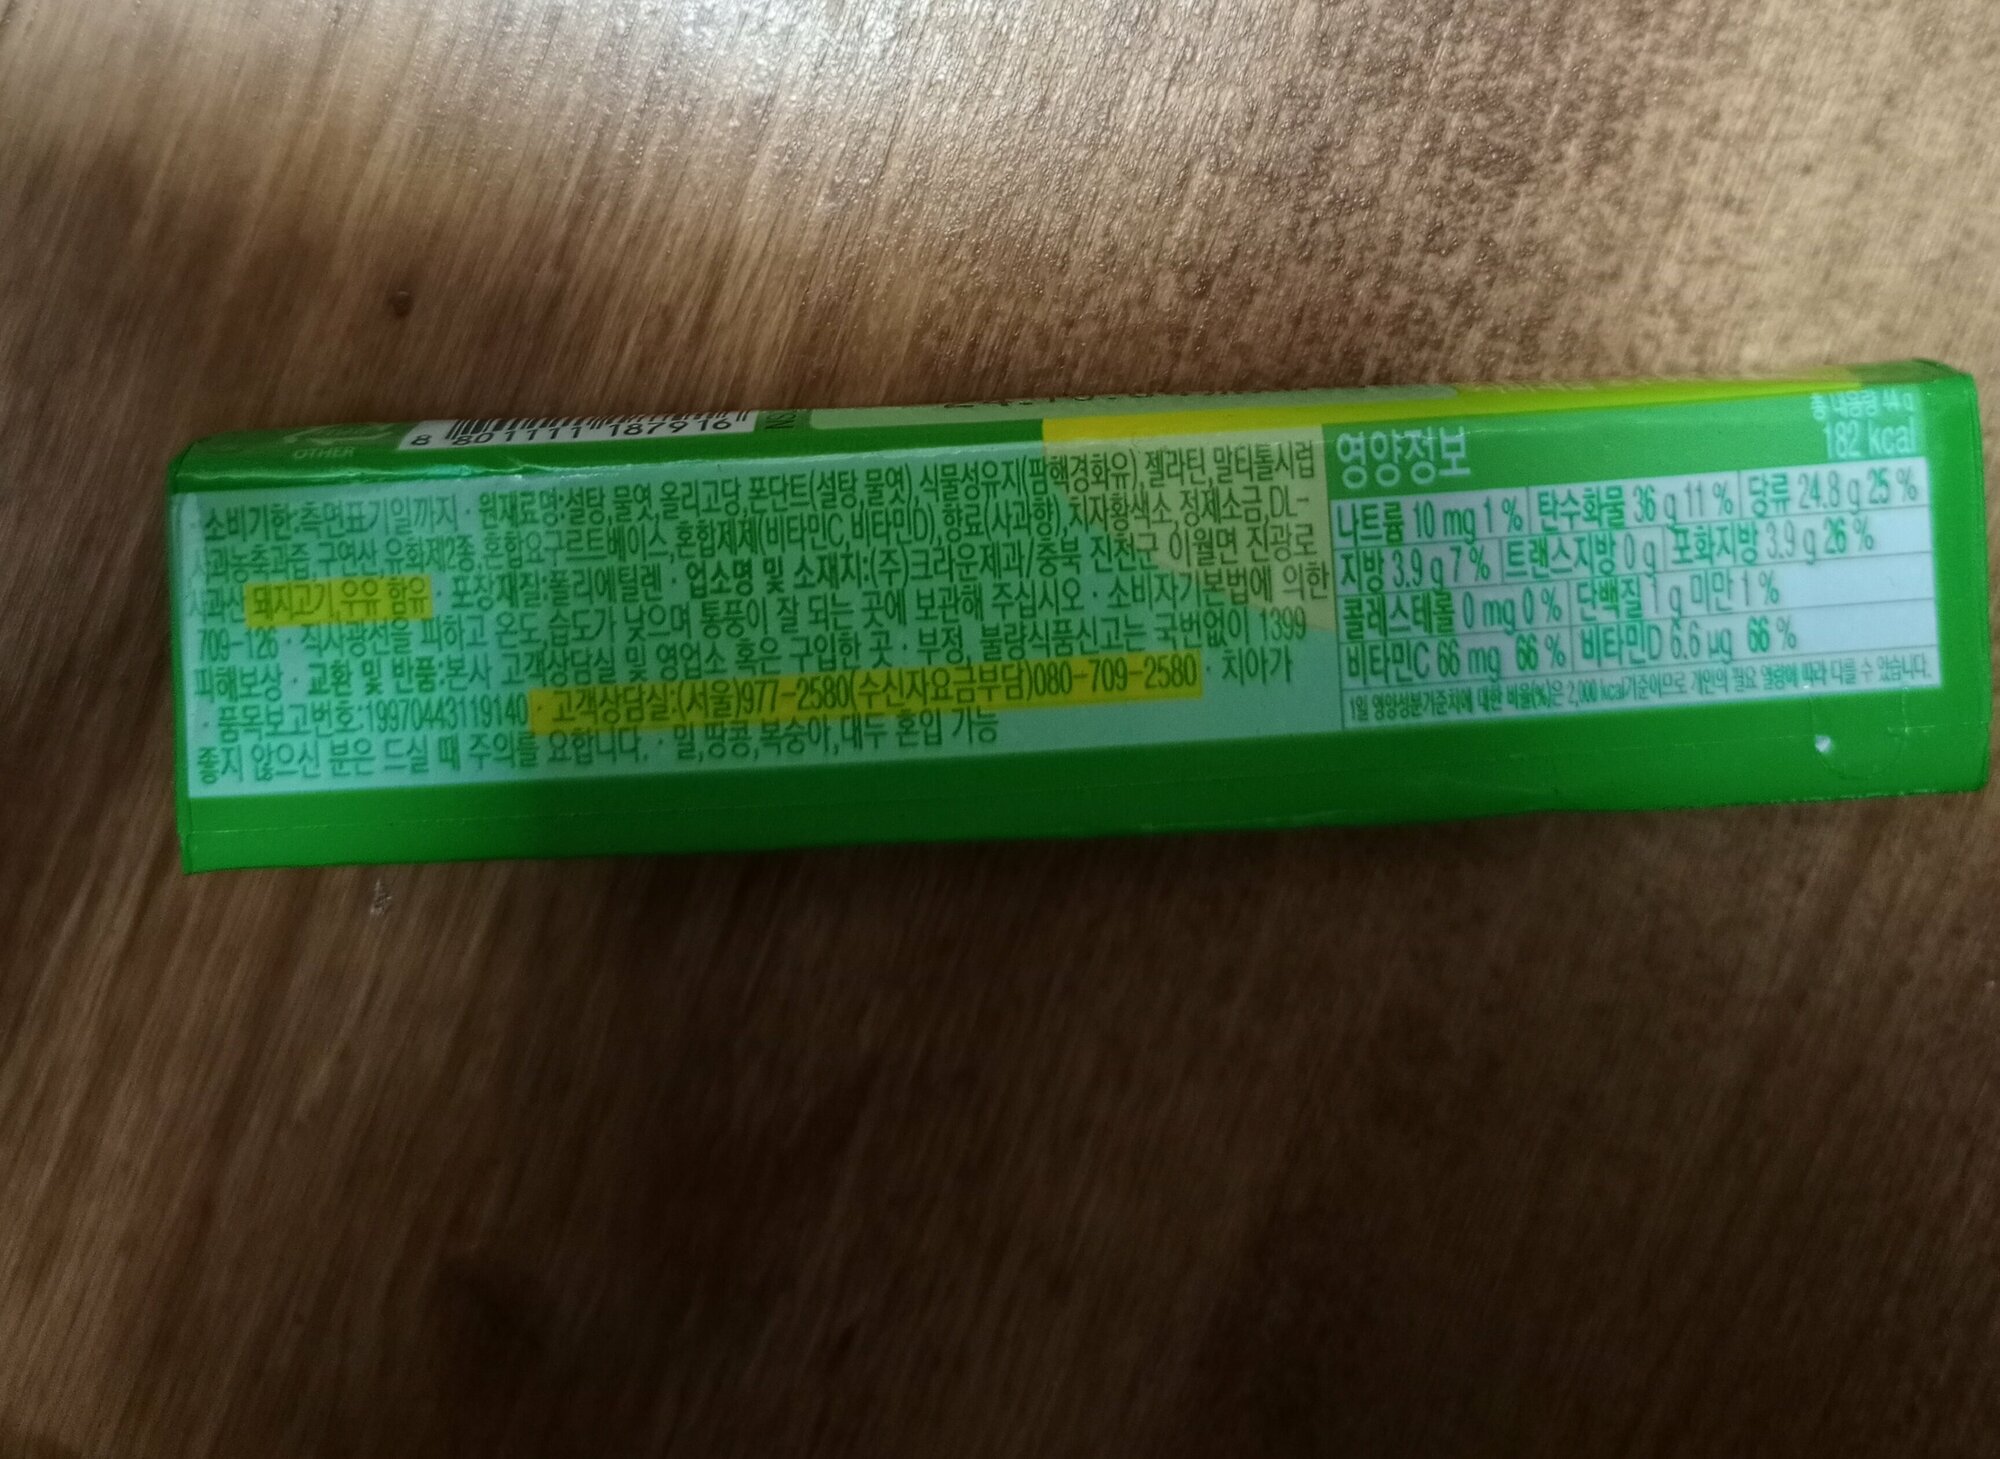 OTHER
8 801111 187916
영양정보
총 내용량 44 g
182 kcal
· 소비기한:측면표기일까지 · 원재료명:설탕,물엿,올리고당,폰단트(설탕,물엿),식물성유지(팜핵경화유),젤라틴,말티톨시럽
사과농축과즙,구연산,유화제2종,혼합요구르트베이스,혼합제제(비타민C,비타민D),향료(사과향),치자황색소,정제소금,DL-
사과산 돼지고기,우유 함유 · 포장재질:폴리에틸렌 · 업소명 및 소재지:(주)크라운제과/충북 진천군 이월면 진광로
709-126 · 직사광선을 피하고 온도 습도가 낮으며 통풍이 잘 되는 곳에 보관해 주십시오 · 소비자기본법에 의한
피해보상 · 교환 및 반품:본사 고객상담실 및 영업소 혹은 구입한 곳 · 부정 불량식품신고는 국번없이 1399
· 품목보고번호:19970443119140 · 고객상담실:(서울)977-2580(수신자요금부담)080-709-2580 · 치아가
좋지 않으신 분은 드실 때 주의를 요합니다. · 밀,땅콩,복숭아,대두 혼입 가능
나트륨 10 mg 1 % 탄수화물 36 g 11 % 당류 24.8 g 25 %
지방 3.9 g 7 % 트랜스지방 0 g 포화지방 3.9 g 26 %
콜레스테롤 0 mg 0 % 단백질 1 g 미만 1 %
비타민C 66 mg 66 % 비타민D 6.6 μg 66 %
1일 영양성분기준치에 대한 비율(%)은 2,000 kcal기준이므로 개인의 필요 열량에 따라 다를 수 있습니다.